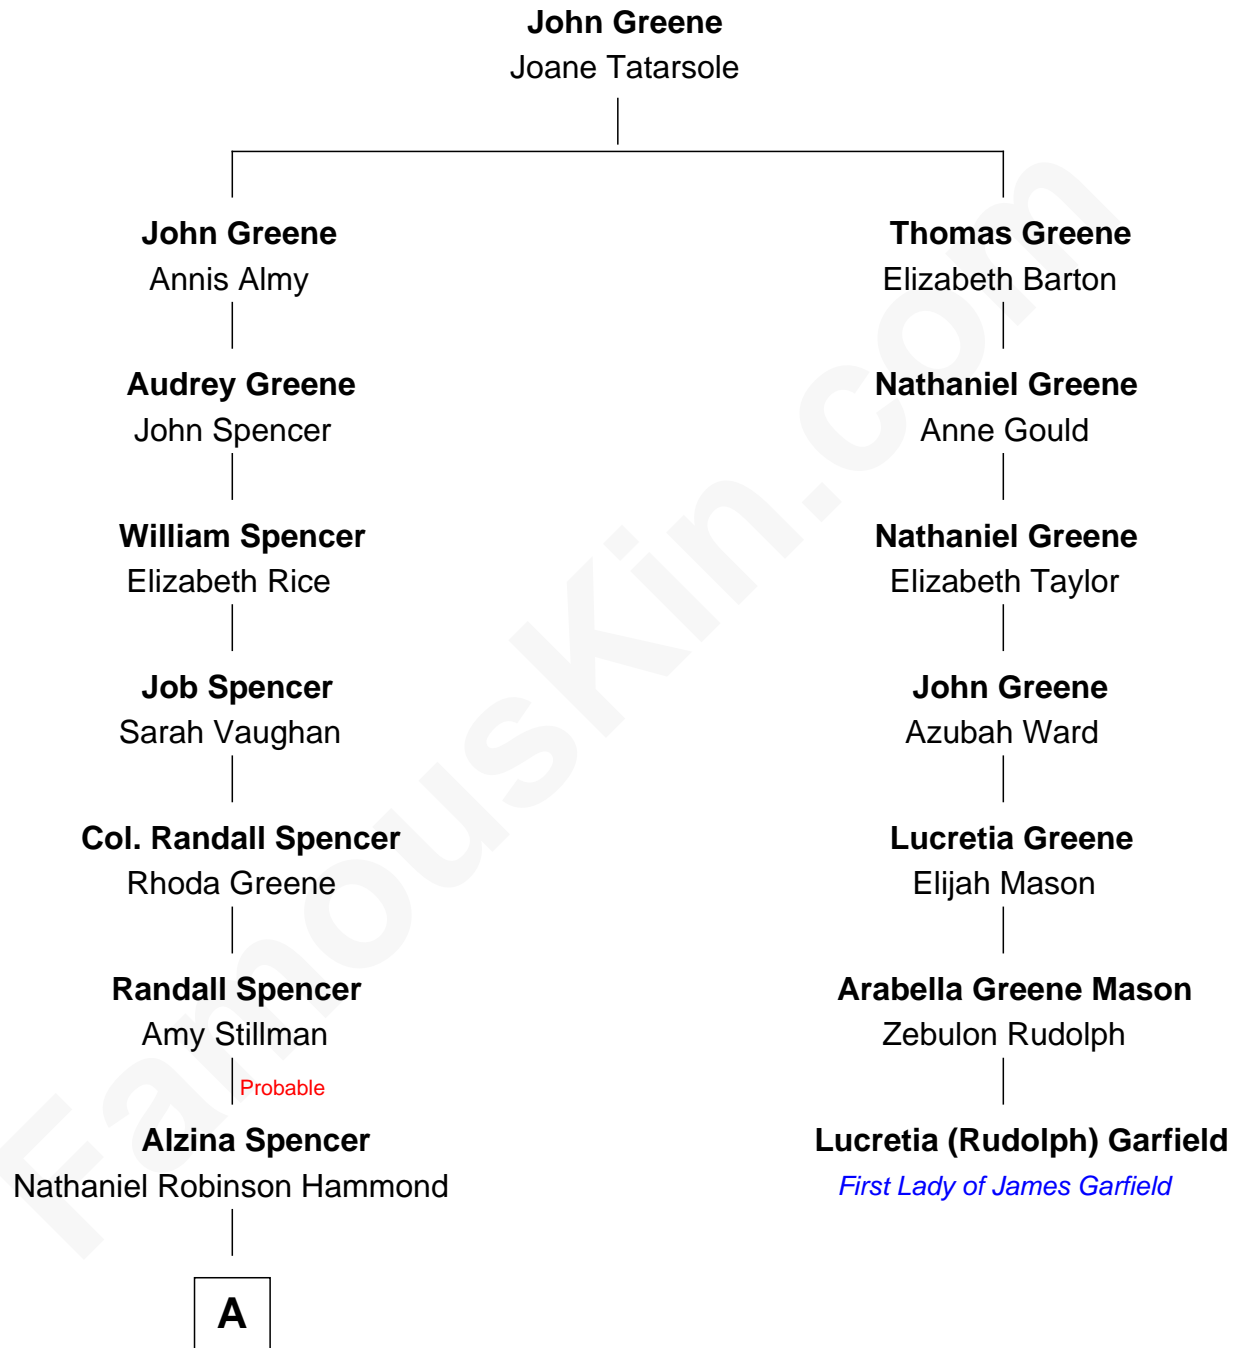 John Greene
Joane Tatarsole
John Greene
Annis Almy
Audrey Greene
John Spencer
William Spencer
Elizabeth Rice
Job Spencer
Sarah Vaughan
Col. Randall Spencer
Rhoda Greene
Randall Spencer
Amy Stillman
Probable
Alzina Spencer
Nathaniel Robinson Hammond
A
Thomas Greene
Elizabeth Barton
Nathaniel Greene
Anne Gould
Nathaniel Greene
Elizabeth Taylor
John Greene
Azubah Ward
Lucretia Greene
Elijah Mason
Arabella Greene Mason
Zebulon Rudolph
Lucretia (Rudolph) Garfield
First Lady of James Garfield
FamousKin.com